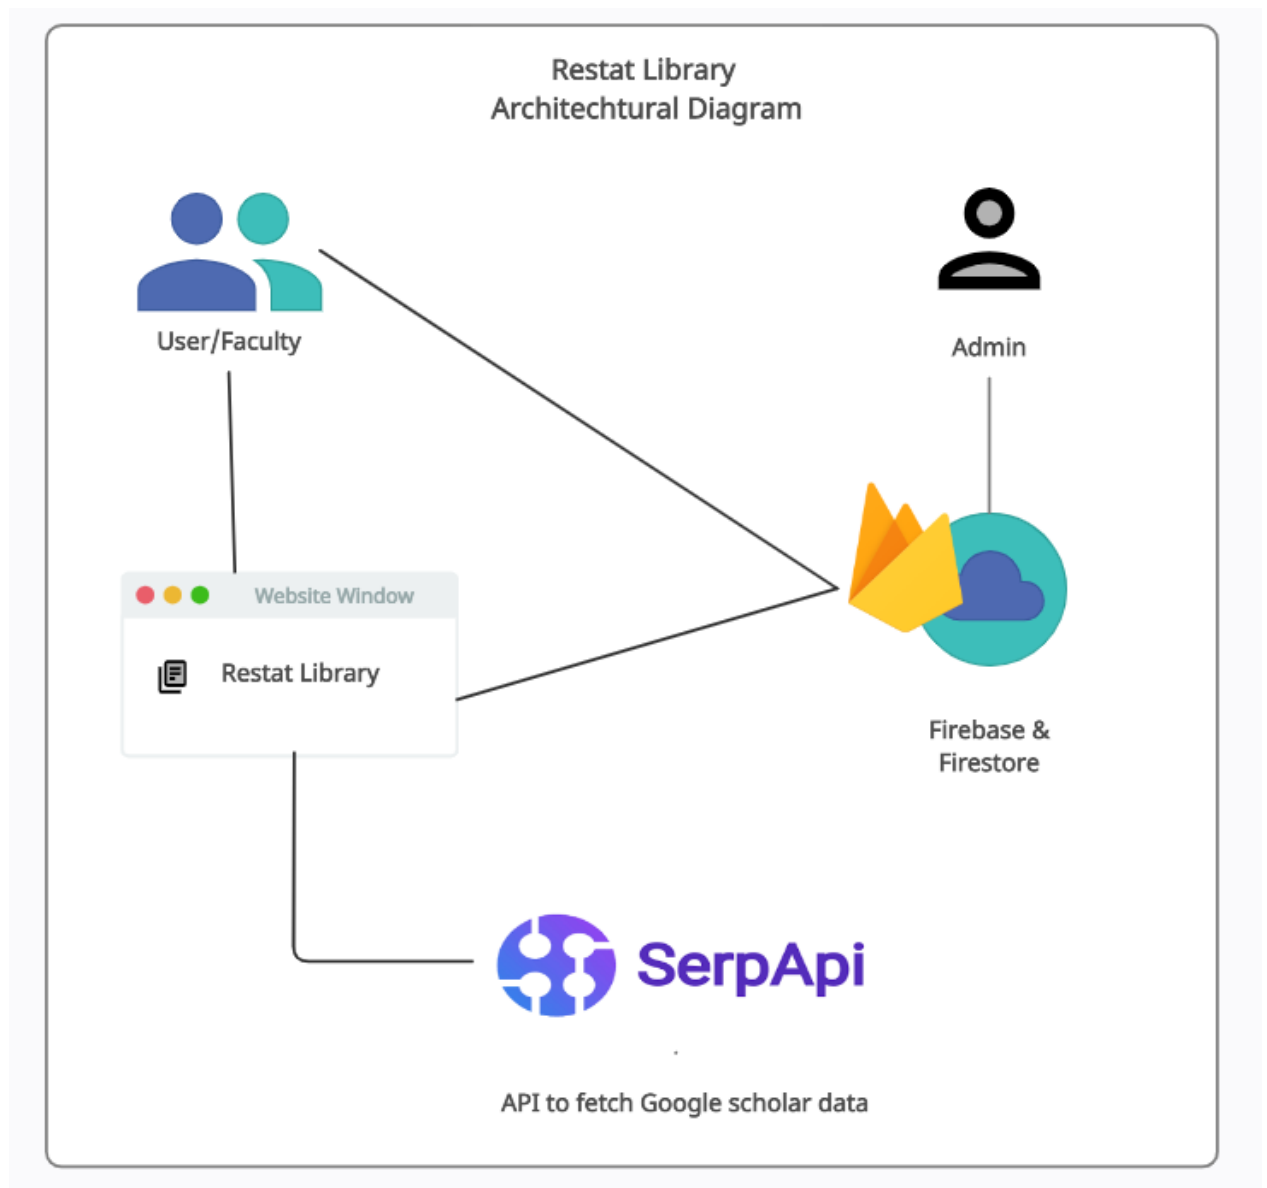 Restat Library
Architechtural Diagram
User/Faculty
Admin
Website Window
Restat Library
Firebase &
Firestore
SerpApi
.
API to fetch Google scholar data